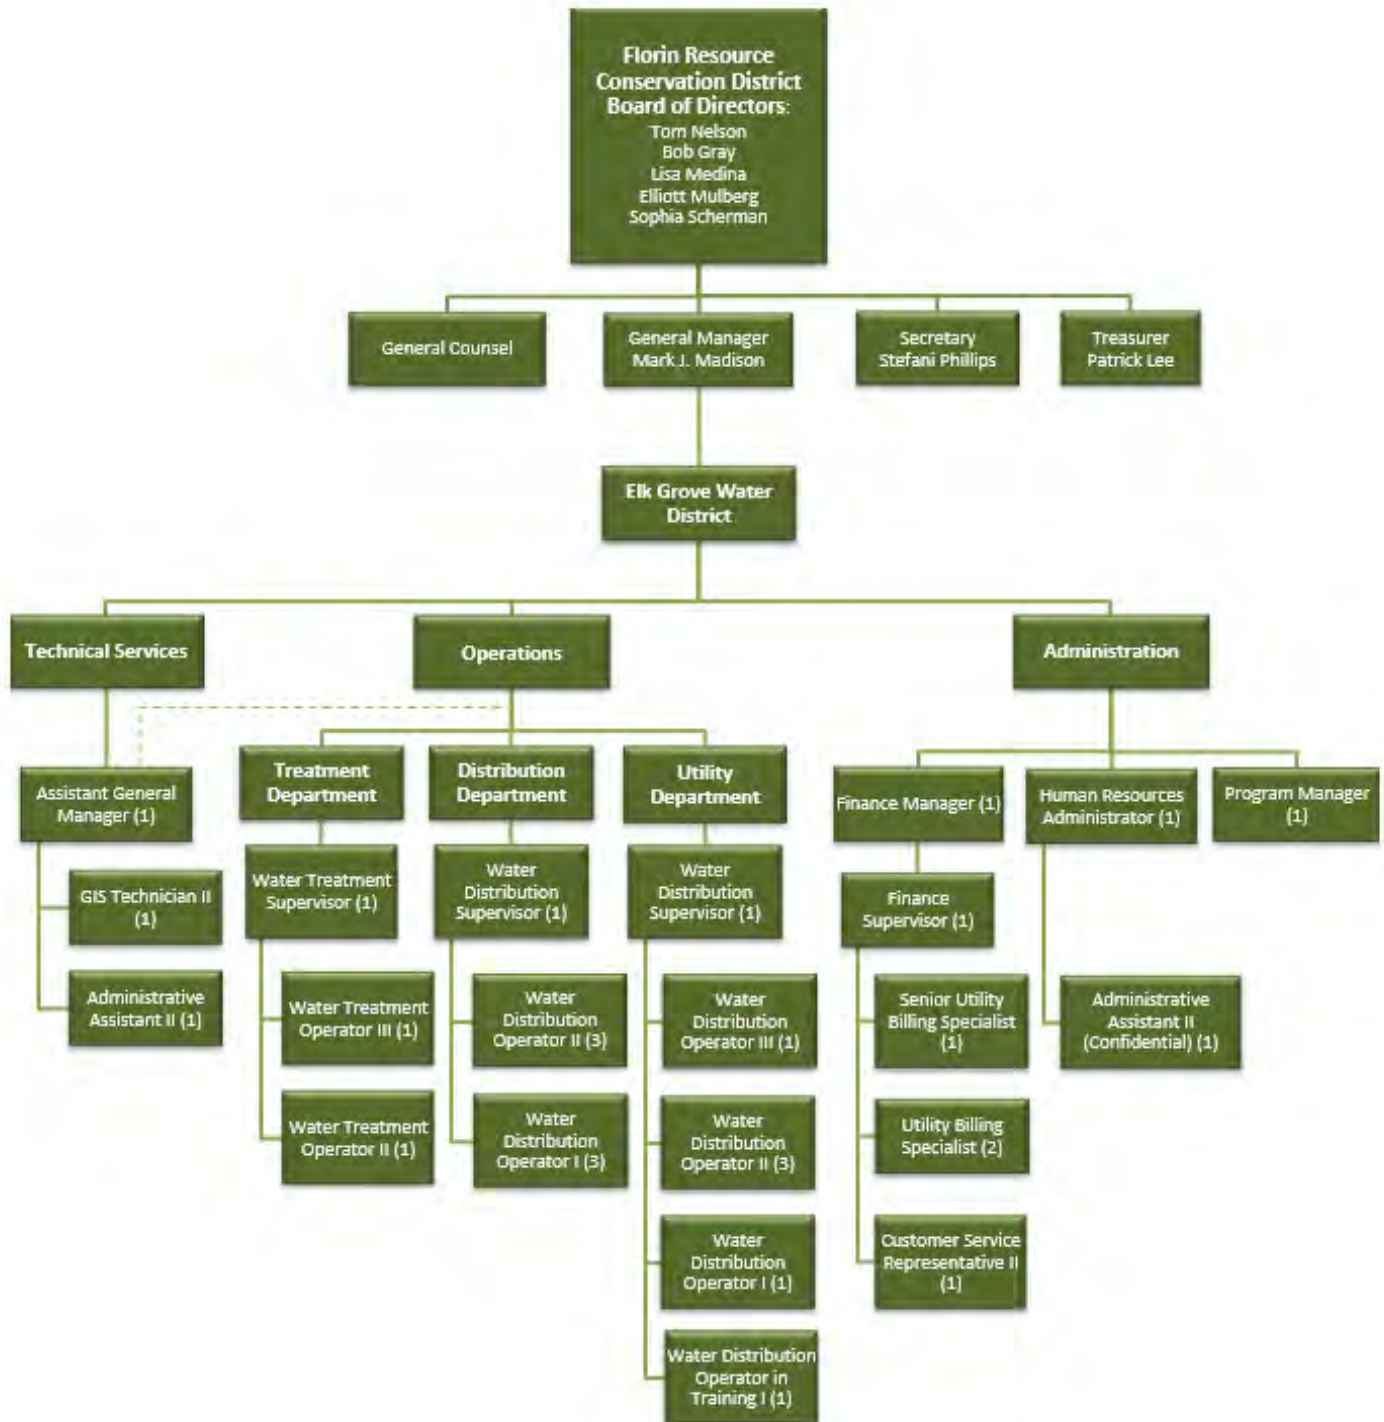 Florin Resource
Conservation District
Board of Directors:
Tom Nelson
Bob Gray
Lisa Medina
Elliott Mulberg
Sophia Scherman
General Counsel
General Manager
Mark J. Madison
Secretary
Stefani Phillips
Treasurer
Patrick Lee
Elk Grove Water
District
Technical Services
Operations
Administration
Assistant General
Manager (1)
GIS Technician II
(1)
Administrative
Assistant II (1)
Treatment
Department
Water Treatment
Supervisor (1)
Water Treatment
Operator III (1)
Water Treatment
Operator II (1)
Distribution
Department
Water
Distribution
Supervisor (1)
Water
Distribution
Operator II (3)
Water
Distribution
Operator I (3)
Utility
Department
Water
Distribution
Supervisor (1)
Water
Distribution
Operator III (1)
Water
Distribution
Operator II (3)
Water
Distribution
Operator I (1)
Water Distribution
Operator in
Training I (1)
Finance Manager (1)
Finance
Supervisor (1)
Senior Utility
Billing Specialist
(1)
Utility Billing
Specialist (2)
Customer Service
Representative II
(1)
Human Resources
Administrator (1)
Administrative
Assistant II
(Confidential) (1)
Program Manager
(1)